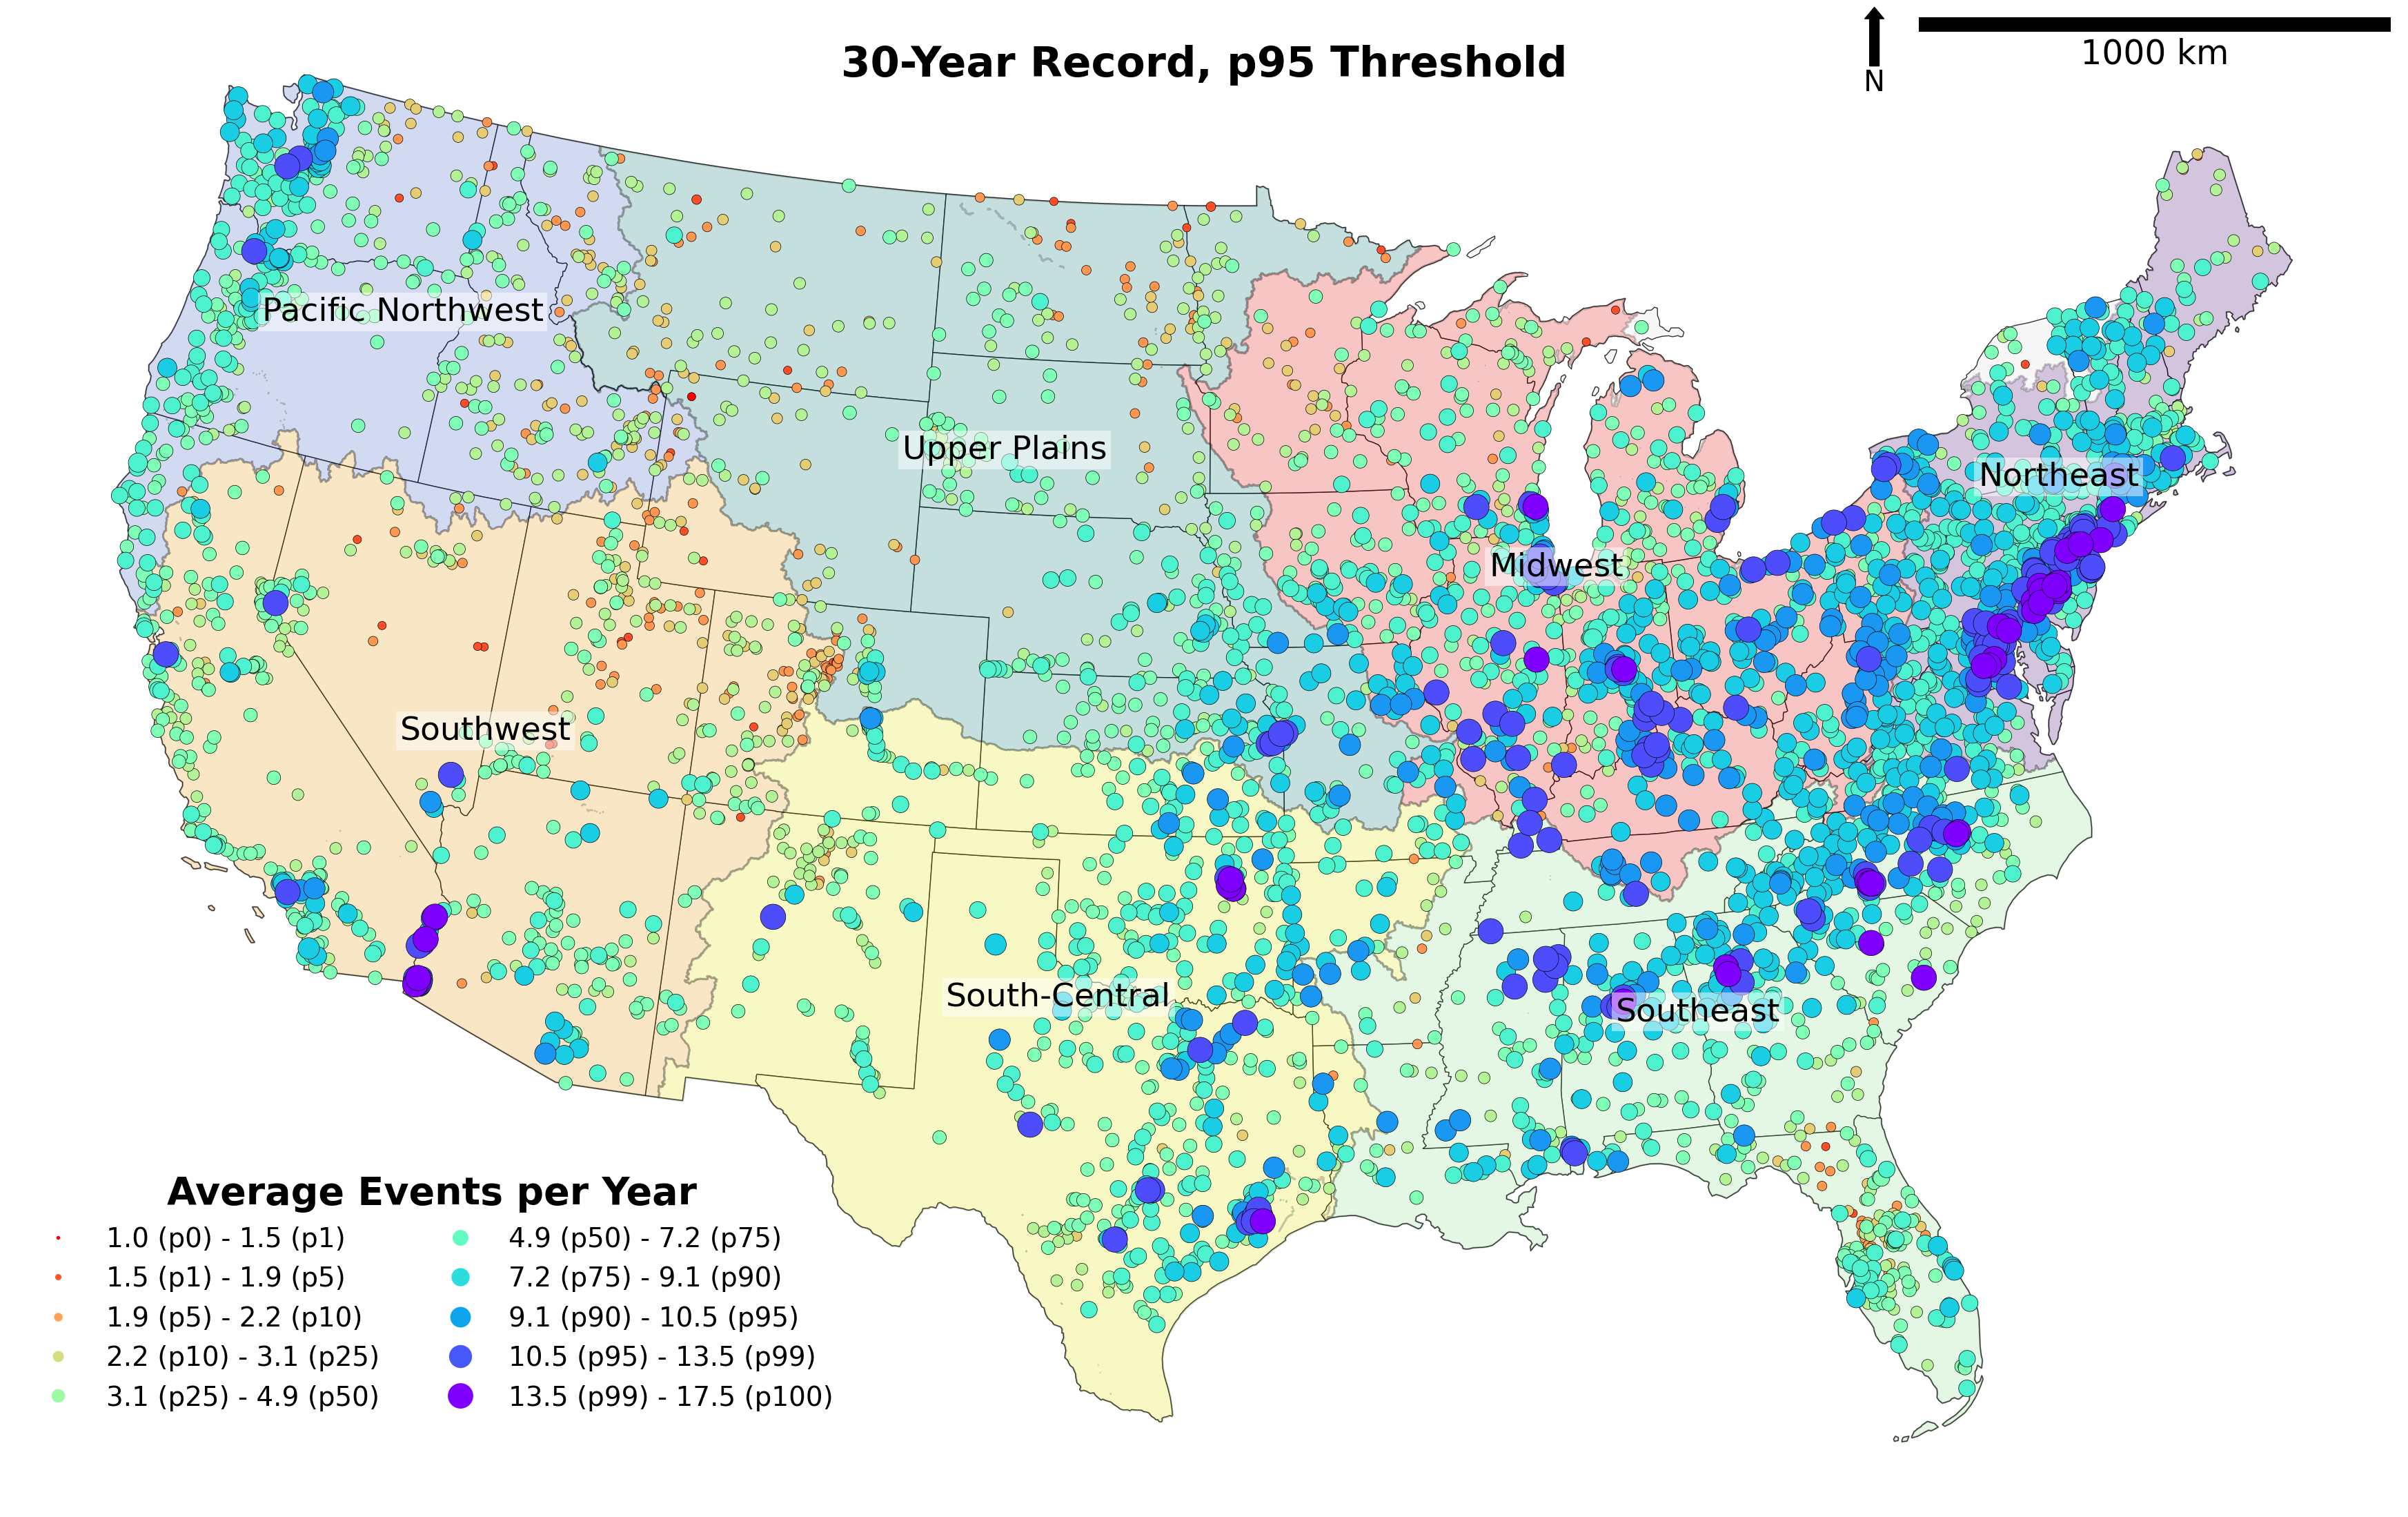 30-Year Record, p95 Threshold
N
1000 km
Pacific Northwest
Upper Plains
Northeast
Midwest
Southwest
South-Central
Southeast
Average Events per Year
1.0 (p0) - 1.5 (p1)
1.5 (p1) - 1.9 (p5)
1.9 (p5) - 2.2 (p10)
2.2 (p10) - 3.1 (p25)
3.1 (p25) - 4.9 (p50)
4.9 (p50) - 7.2 (p75)
7.2 (p75) - 9.1 (p90)
9.1 (p90) - 10.5 (p95)
10.5 (p95) - 13.5 (p99)
13.5 (p99) - 17.5 (p100)